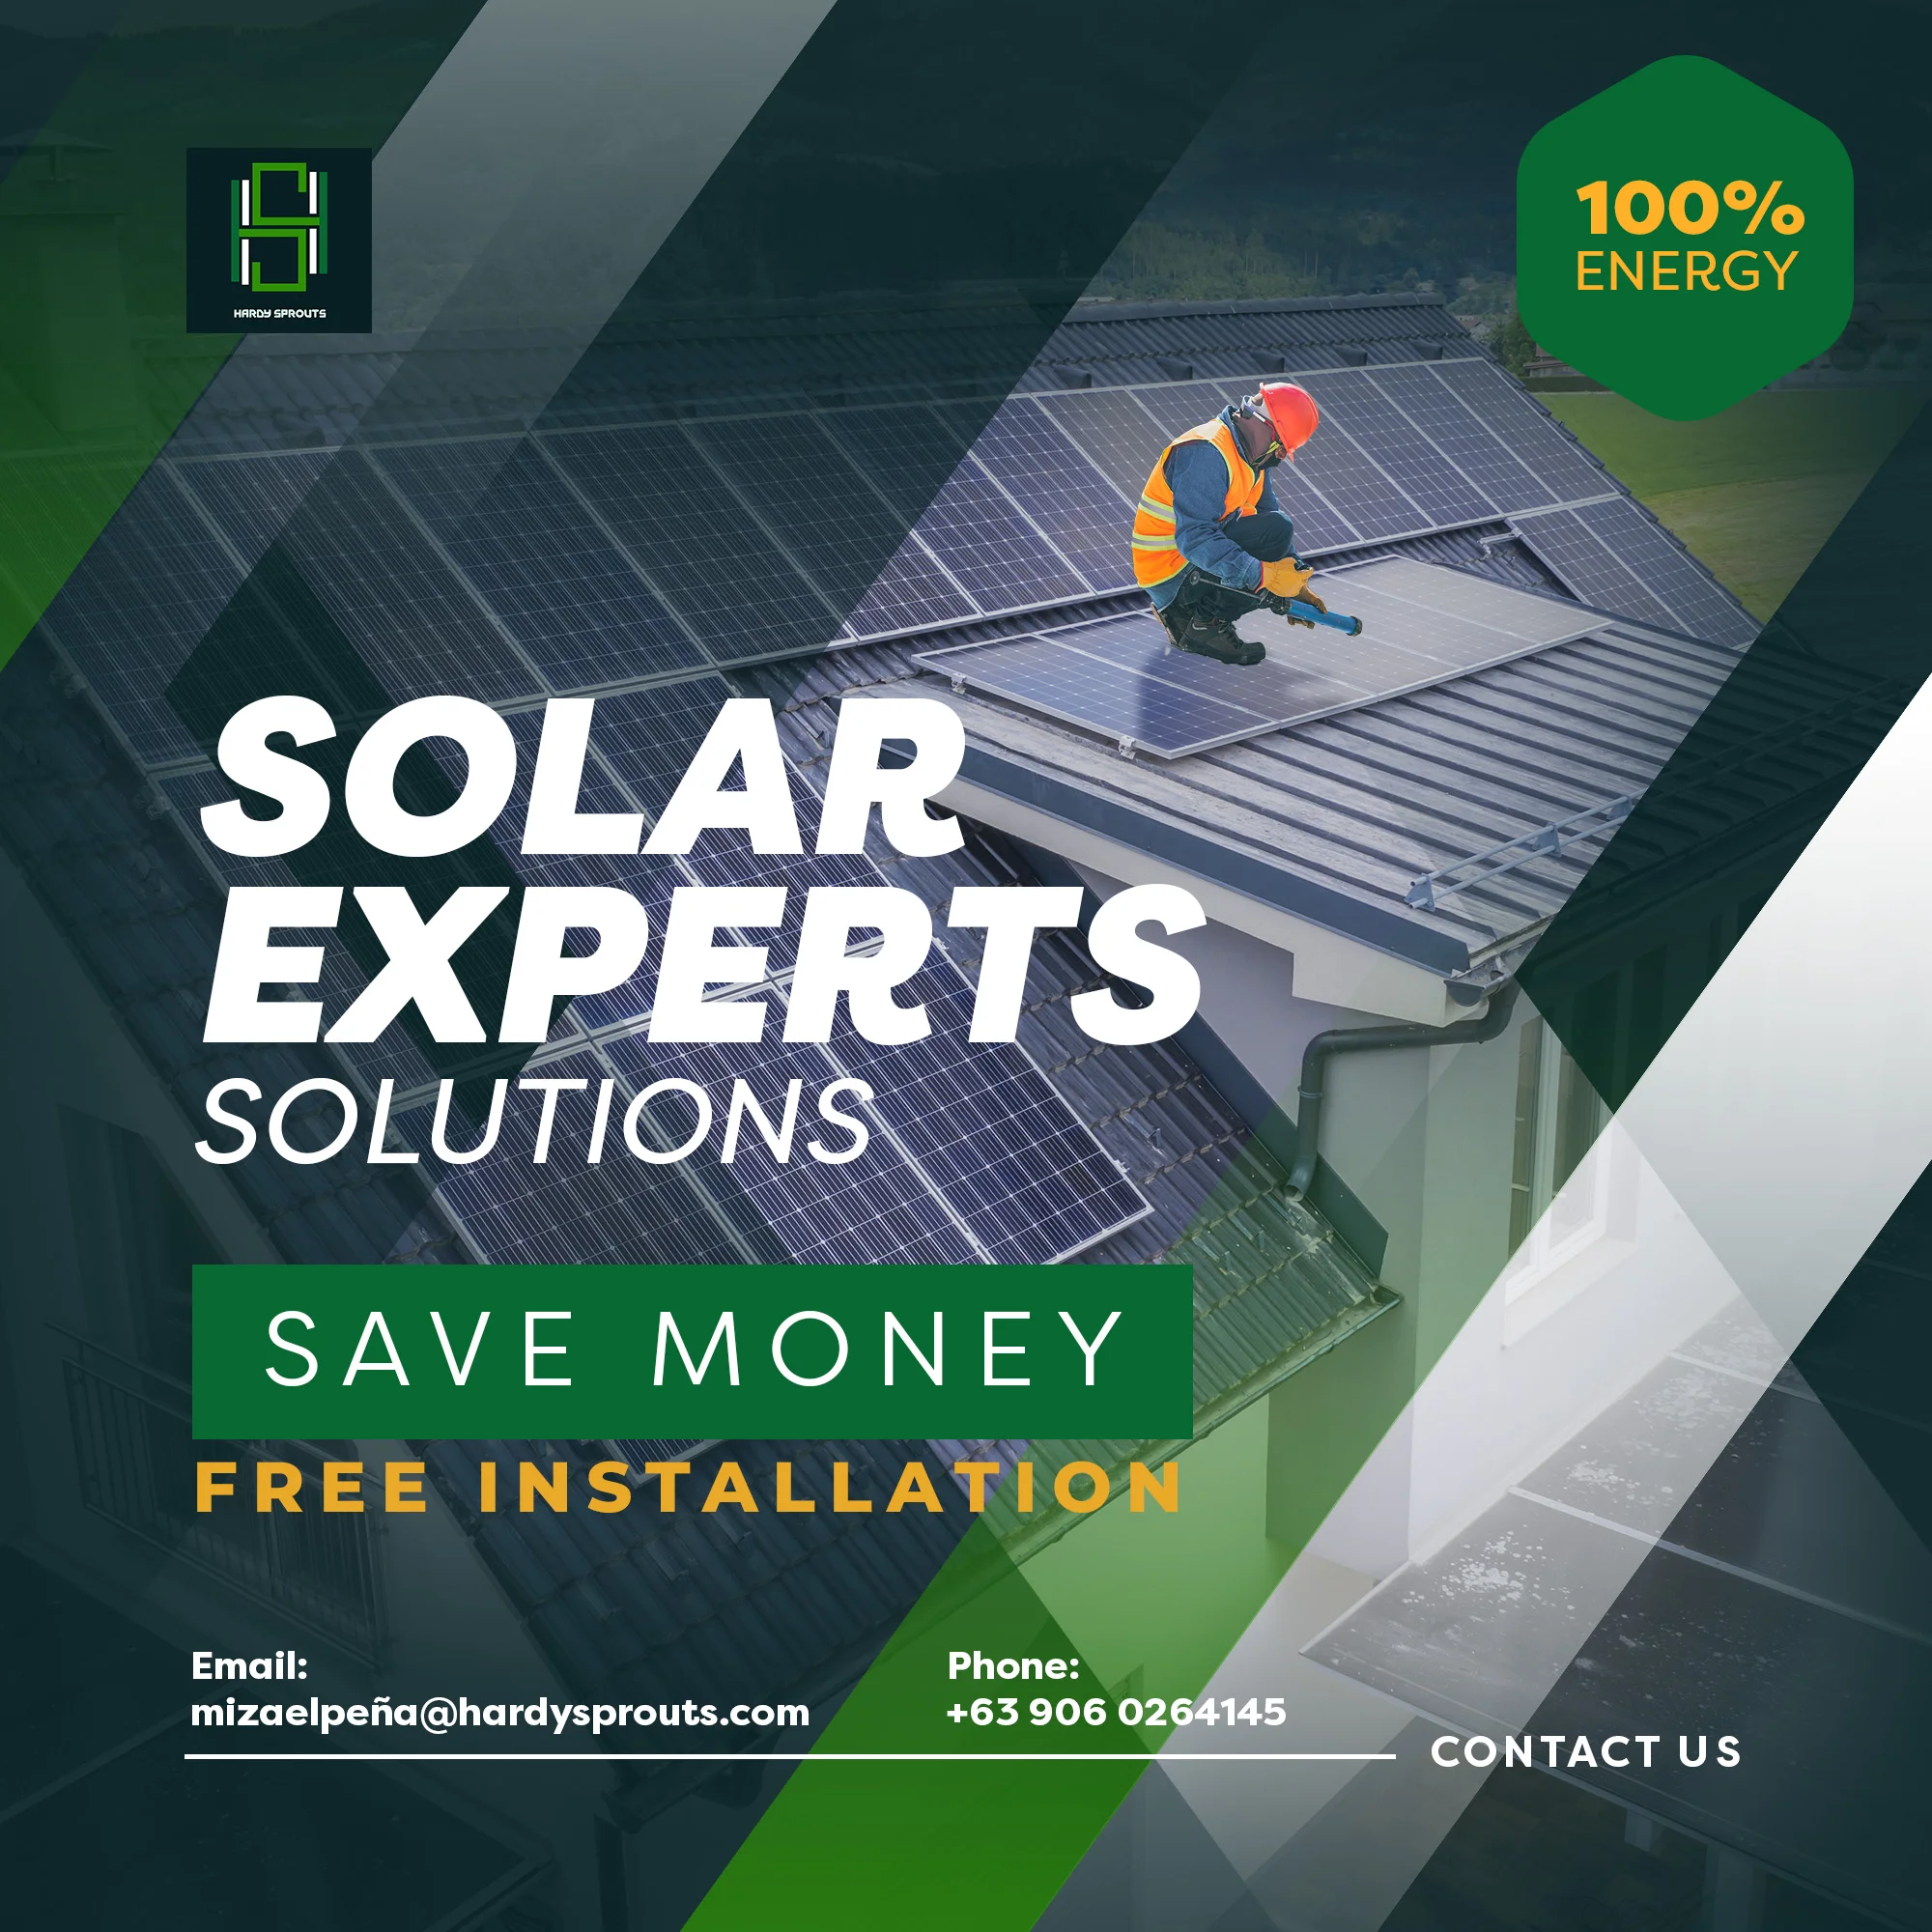 HARDY SPROUTS
100%
ENERGY
SOLAR
EXPERTS
SOLUTIONS
SAVE MONEY
FREE INSTALLATION
Email:
mizaelpeña@hardysprouts.com
Phone:
+63 906 0264145
CONTACT US